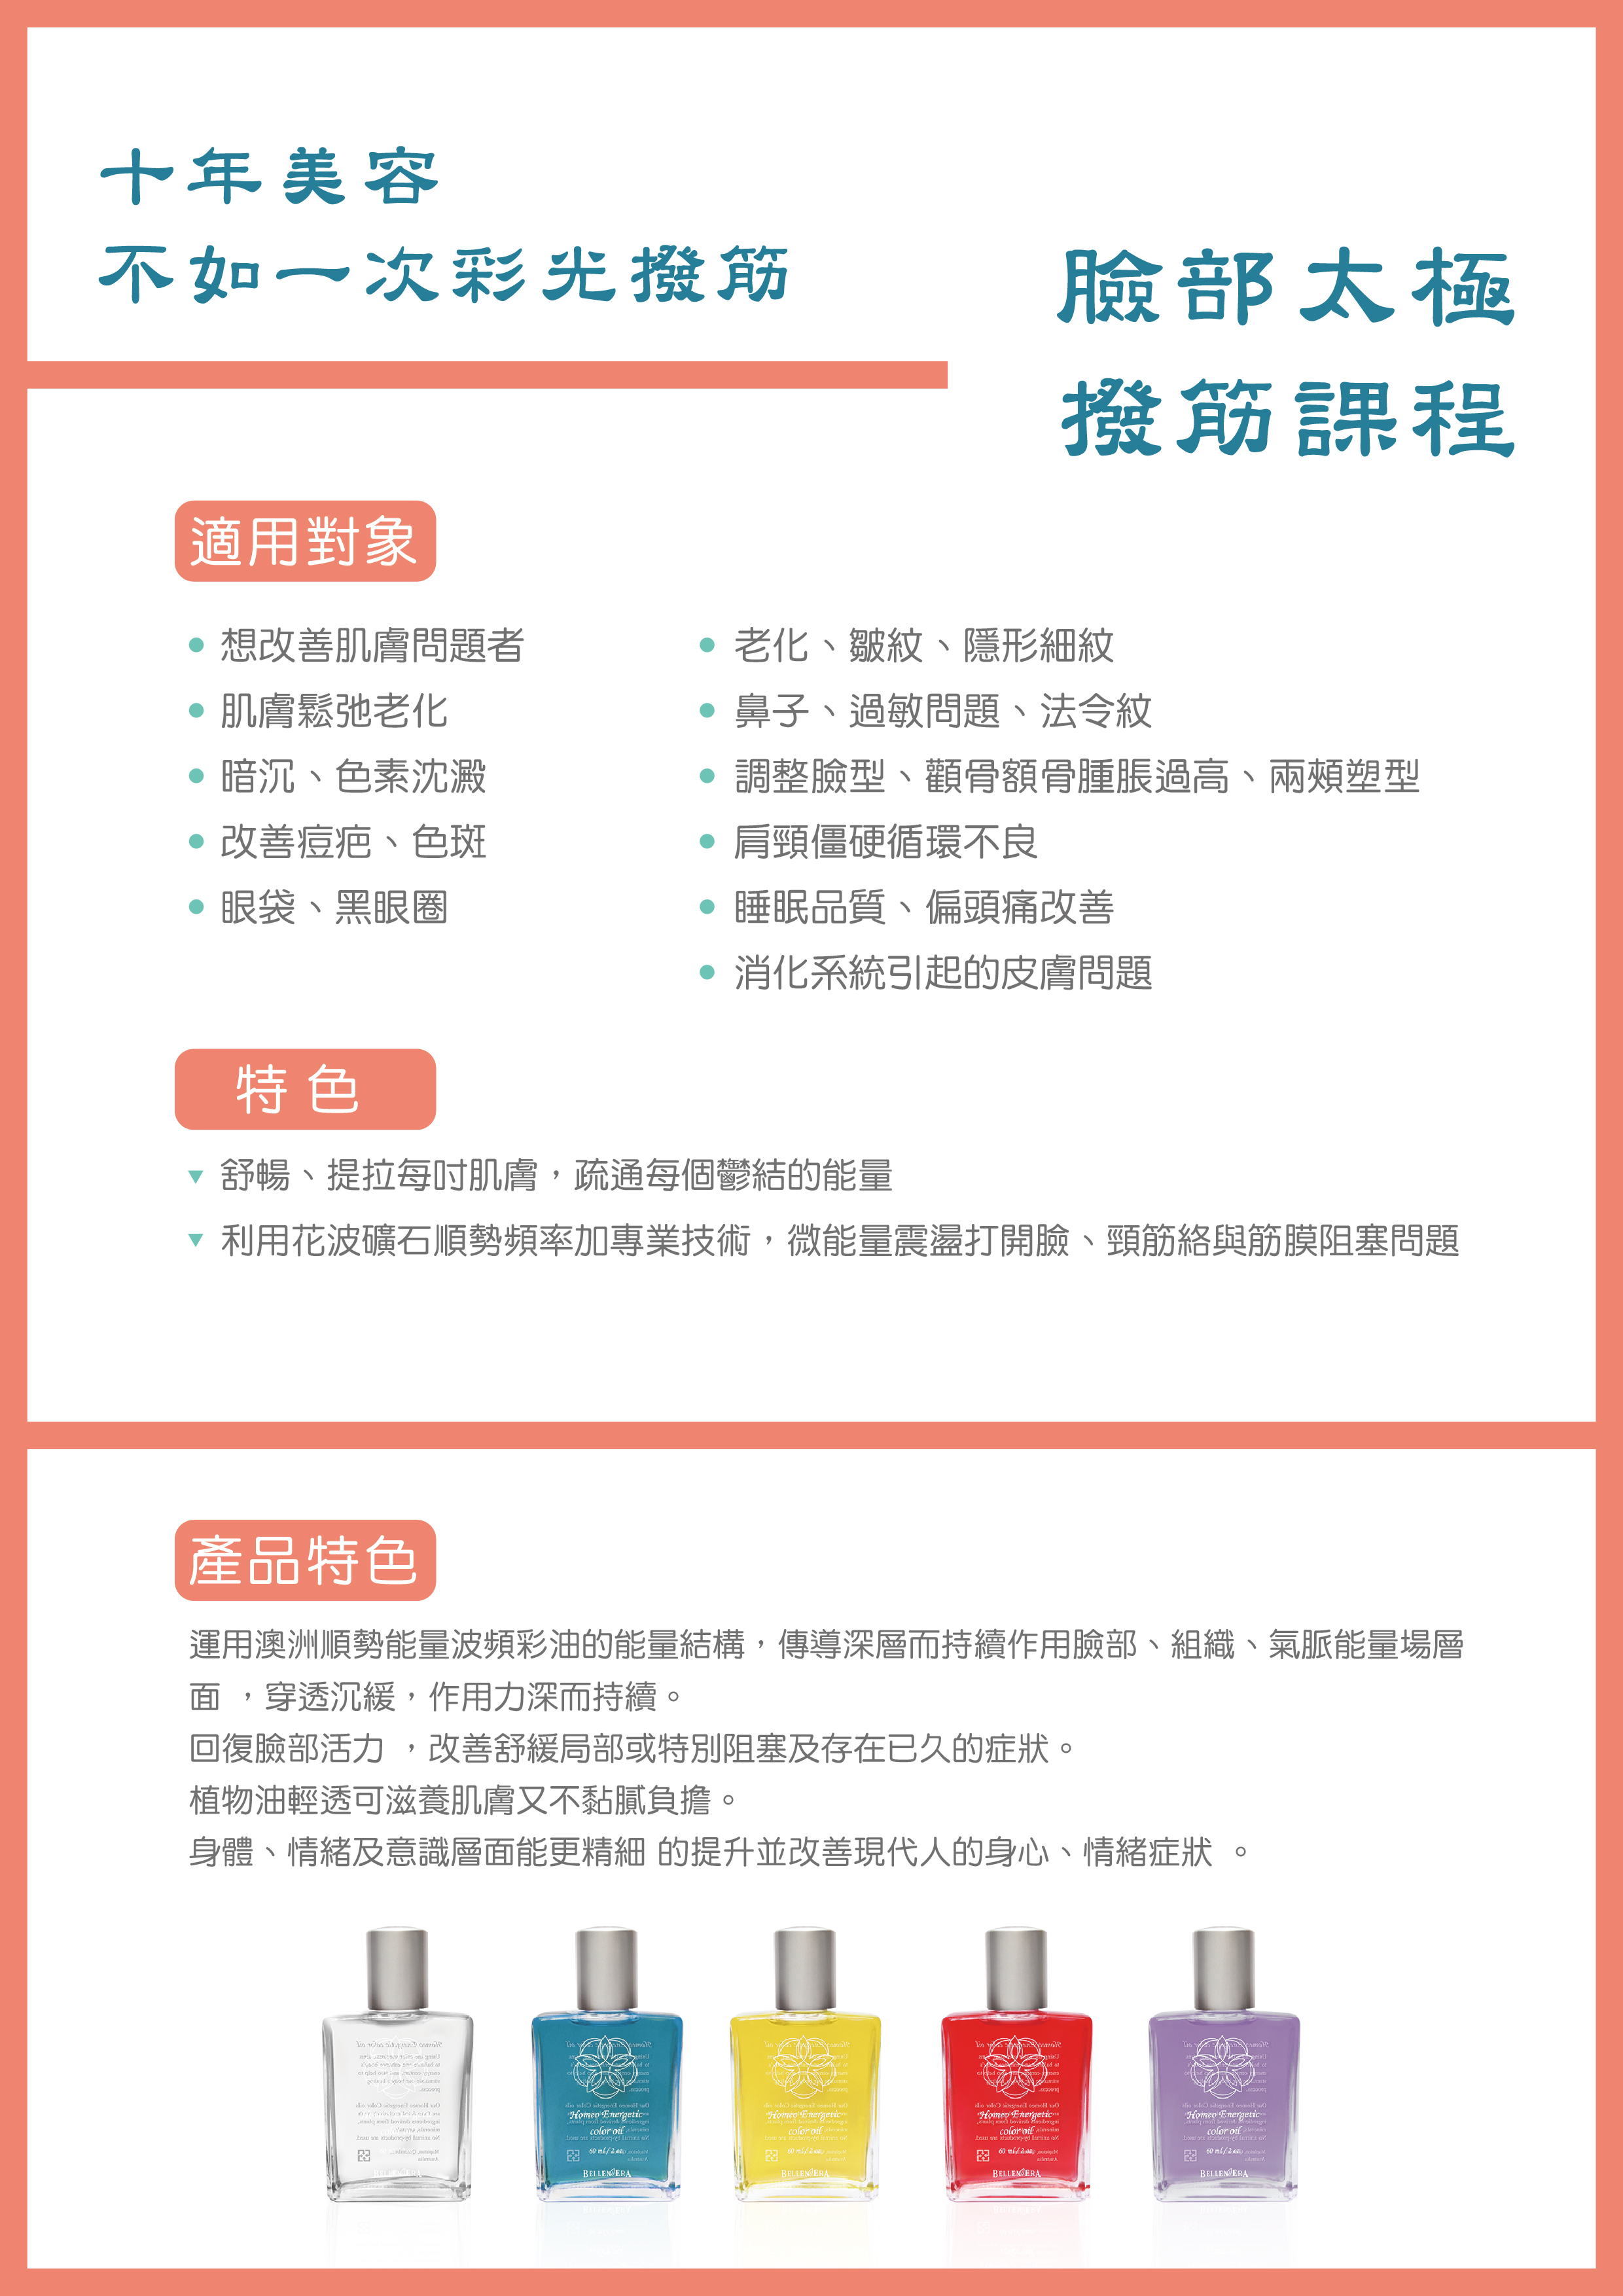 十年美容
不如一次彩光撥筋
臉部太極
撥筋課程
適用對象
想改善肌膚問題者
肌膚鬆弛老化
暗沉、色素沈澱
改善痘疤、色斑
眼袋、黑眼圈
老化、皺紋、隱形細紋
鼻子、過敏問題、法令紋
調整臉型、顴骨額骨腫脹過高、兩頰塑型
肩頸僵硬循環不良
睡眠品質、偏頭痛改善
消化系統引起的皮膚問題
特色
舒暢、提拉每吋肌膚，疏通每個鬱結的能量
利用花波礦石順勢頻率加專業技術，微能量震盪打開臉、頸筋絡與筋膜阻塞問題
產品特色
運用澳洲順勢能量波頻彩油的能量結構，傳導深層而持續作用臉部、組織、氣脈能量場層
面 ，穿透沉緩，作用力深而持續。
回復臉部活力 ，改善舒緩局部或特別阻塞及存在已久的症狀。
植物油輕透可滋養肌膚又不黏膩負擔。
身體、情緒及意識層面能更精細 的提升並改善現代人的身心、情緒症狀 。
BELLENERA
Homeo Energetic
color oil
60 ml/2 oz.
BELLENERA
Homeo Energetic
color oil
60 ml/2 oz.
BELLENERA
Homeo Energetic
color oil
60 ml/2 oz.
BELLENERA
Homeo Energetic
color oil
60 ml/2 oz.
BELLENERA